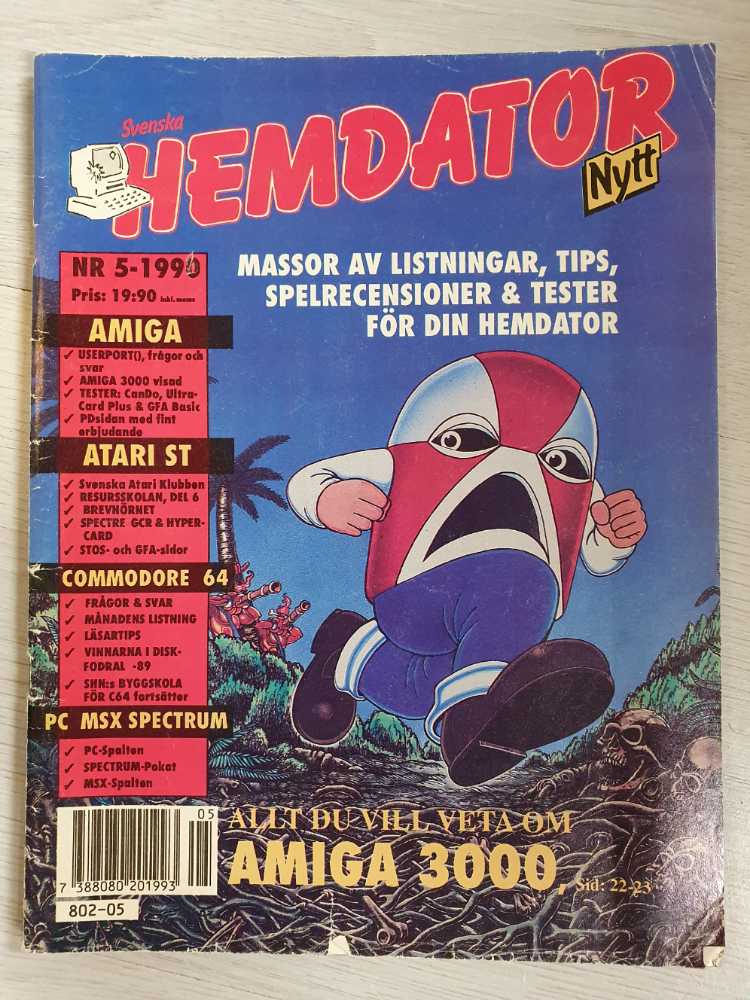 Svenska
HEMDATOR
Nytt
NR 5-1990
Pris: 19:90 inkl. moms
MASSOR AV LISTNINGAR, TIPS,
SPELRECENSIONER & TESTER
FÖR DIN HEMDATOR
AMIGA
✓ USERPORT(), frågor och
svar
✓ AMIGA 3000 visad
✓ TESTER: CanDo, Ultra-
Card Plus & GFA Basic
✓ PDsidan med fint
erbjudande
ATARI ST
✓ Svenska Atari Klubben
✓ RESURSSKOLAN, DEL 6
✓ BREVHÖRNET
✓ SPECTRE GCR & HYPER-
CARD
✓ STOS- och GFA-sidor
COMMODORE 64
✓ FRÅGOR & SVAR
✓ MÅNADENS LISTNING
✓ LÄSARTIPS
✓ VINNARNA I DISK-
FODRAL -89
✓ SHN:s BYGGSKOLA
FÖR C64 fortsätter
PC MSX SPECTRUM
✓ PC-Spalten
✓ SPECTRUM-Pokat
✓ MSX-Spalten
ALLT DU VILL VETA OM
AMIGA 3000, Sid: 22-23
05
7 388080 201993
802-05